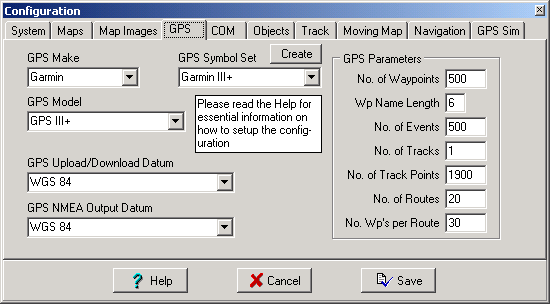 Configuration
System Maps Map Images GPS COM Objects Track Moving Map Navigation GPS Sim
GPS Make
Garmin
GPS Symbol Set
Create
Garmin III+
GPS Model
GPS III+
Please read the Help for
essential information on
how to setup the config-
uration
GPS Upload/Download Datum
WGS 84
GPS NMEA Output Datum
WGS 84
GPS Parameters
No. of Waypoints 500
Wp Name Length 6
No. of Events 500
No. of Tracks 1
No. of Track Points 1900
No. of Routes 20
No. Wp's per Route 30
? Help
Cancel
Save